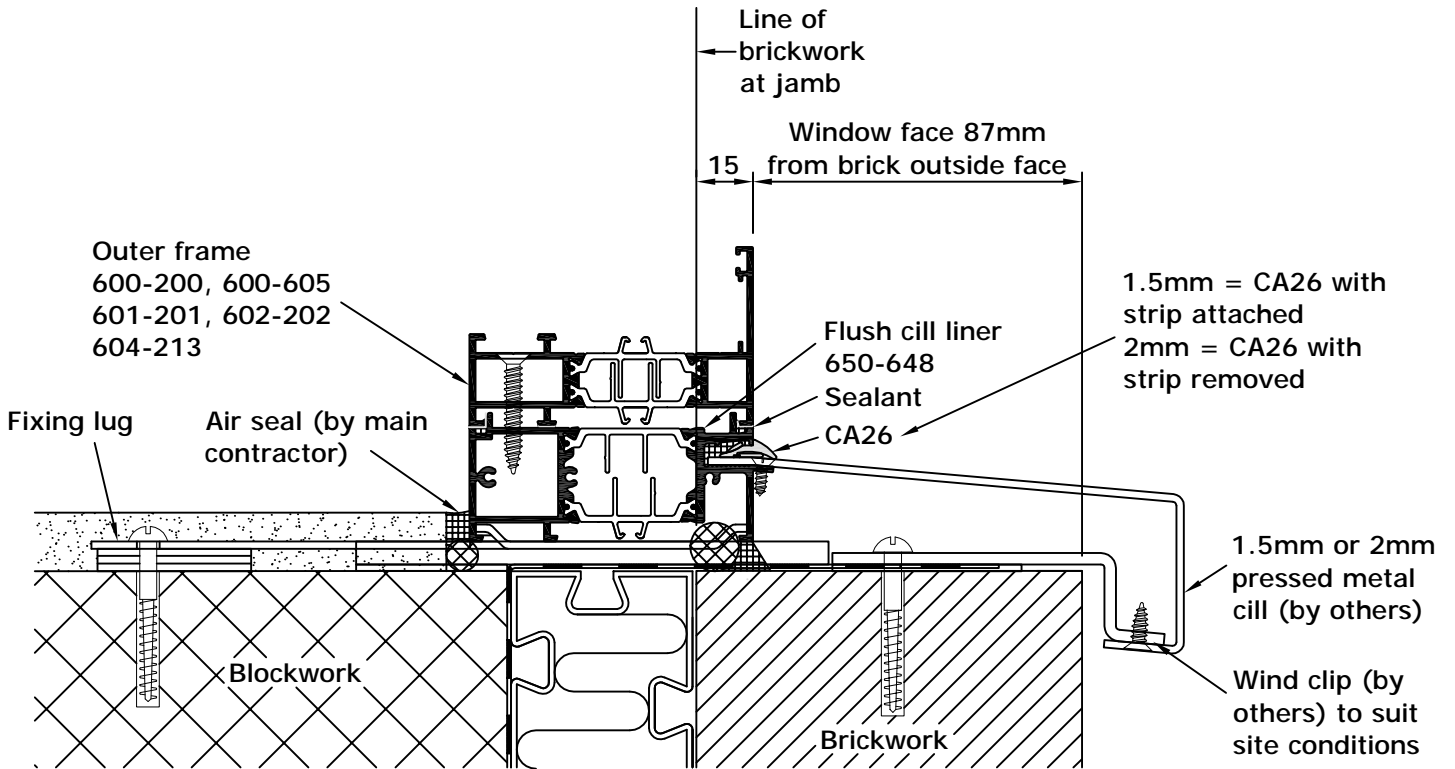 Line of
brickwork
at jamb
Window face 87mm
from brick outside face
15
Outer frame
600-200, 600-605
601-201, 602-202
604-213
1.5mm = CA26 with
strip attached
2mm = CA26 with
strip removed
Flush cill liner
650-648
Sealant
CA26
Fixing lug
Air seal (by main
contractor)
1.5mm or 2mm
pressed metal
cill (by others)
Blockwork
Brickwork
Wind clip (by
others) to suit
site conditions